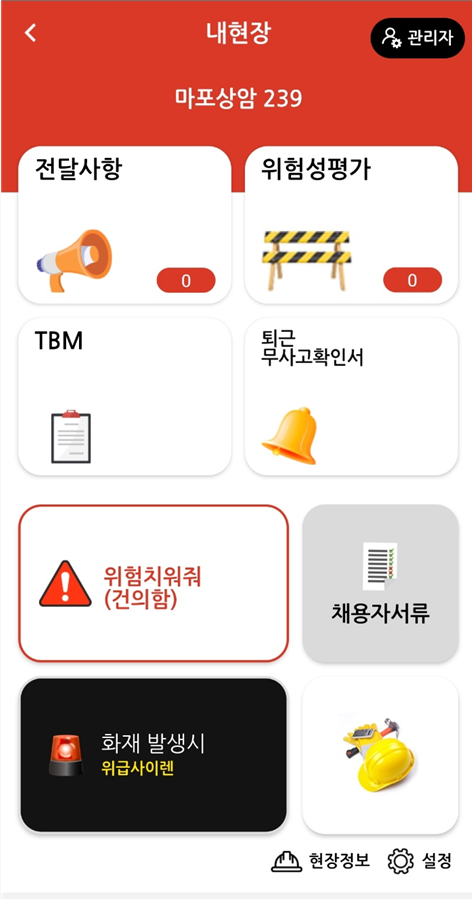 내현장
관리자
마포상암 239
전달사항
0
위험성평가
0
TBM
퇴근
무사고확인서
위험치워줘
(건의함)
채용자서류
화재 발생시
위급사이렌
현장정보
설정